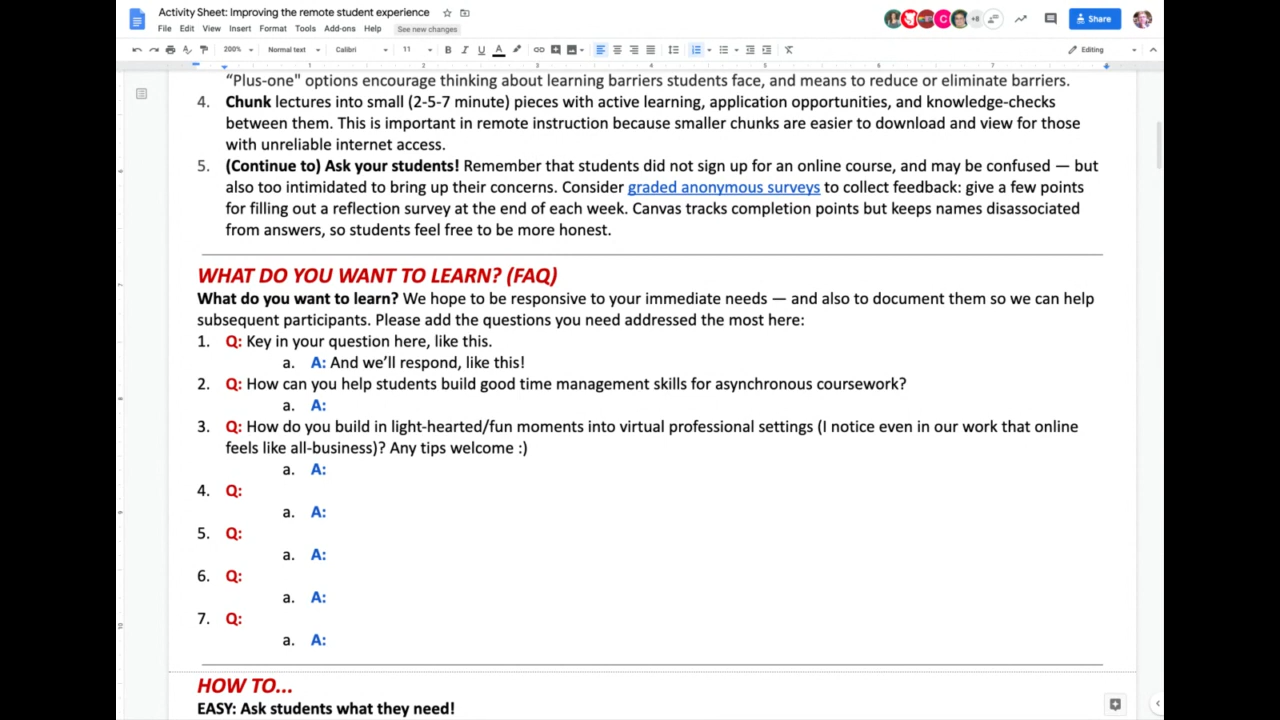 Activity Sheet: Improving the remote student experience
File Edit View Insert Format Tools Add-ons Help See new changes
C +8 Share
200% Normal text Calibri 11 B I U A Editing
1 2 3 4 5 6 7
“Plus-one" options encourage thinking about learning barriers students face, and means to reduce or eliminate barriers.
4. Chunk lectures into small (2-5-7 minute) pieces with active learning, application opportunities, and knowledge-checks
between them. This is important in remote instruction because smaller chunks are easier to download and view for those
with unreliable internet access.
5. (Continue to) Ask your students! Remember that students did not sign up for an online course, and may be confused — but
also too intimidated to bring up their concerns. Consider graded anonymous surveys to collect feedback: give a few points
for filling out a reflection survey at the end of each week. Canvas tracks completion points but keeps names disassociated
from answers, so students feel free to be more honest.
WHAT DO YOU WANT TO LEARN? (FAQ)
What do you want to learn? We hope to be responsive to your immediate needs — and also to document them so we can help
subsequent participants. Please add the questions you need addressed the most here:
1. Q: Key in your question here, like this.
a. A: And we’ll respond, like this!
2. Q: How can you help students build good time management skills for asynchronous coursework?
a. A:
3. Q: How do you build in light-hearted/fun moments into virtual professional settings (I notice even in our work that online
feels like all-business)? Any tips welcome :)
a. A:
4. Q:
a. A:
5. Q:
a. A:
6. Q:
a. A:
7. Q:
a. A:
HOW TO...
EASY: Ask students what they need!